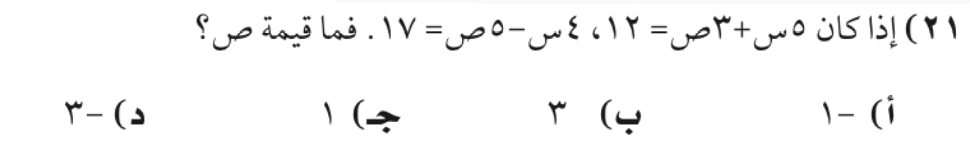 ٢١) إذا كان ٥س+٣ص= ١٢، ٤س-٥ص= ١٧. فما قيمة ص؟
أ) -١ ب) ٣ جـ) ١ د) -٣